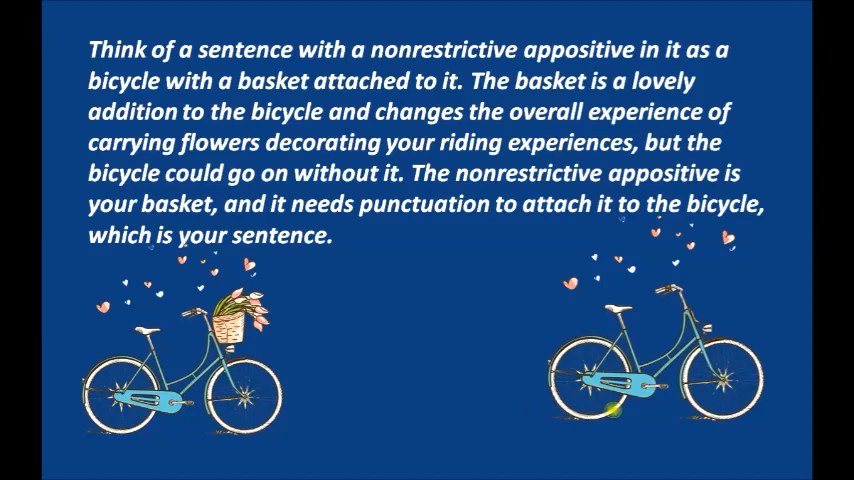 Think of a sentence with a nonrestrictive appositive in it as a
bicycle with a basket attached to it. The basket is a lovely
addition to the bicycle and changes the overall experience of
carrying flowers decorating your riding experiences, but the
bicycle could go on without it. The nonrestrictive appositive is
your basket, and it needs punctuation to attach it to the bicycle,
which is your sentence.